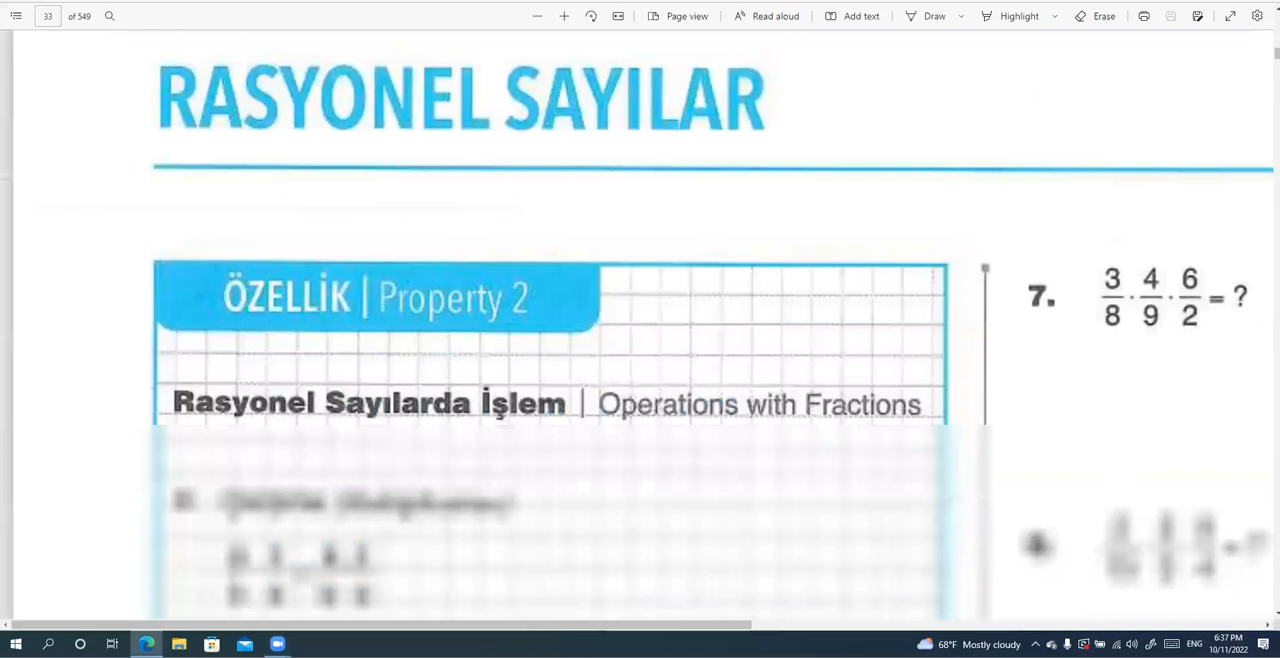 33 of 549 Page view Read aloud Add text Draw Highlight Erase
RASYONEL SAYILAR
ÖZELLİK | Property 2
Rasyonel Sayılarda İşlem | Operations with Fractions
7. 3/8 · 4/9 · 6/2 = ?
68°F Mostly cloudy ENG 6:37 PM
10/11/2022